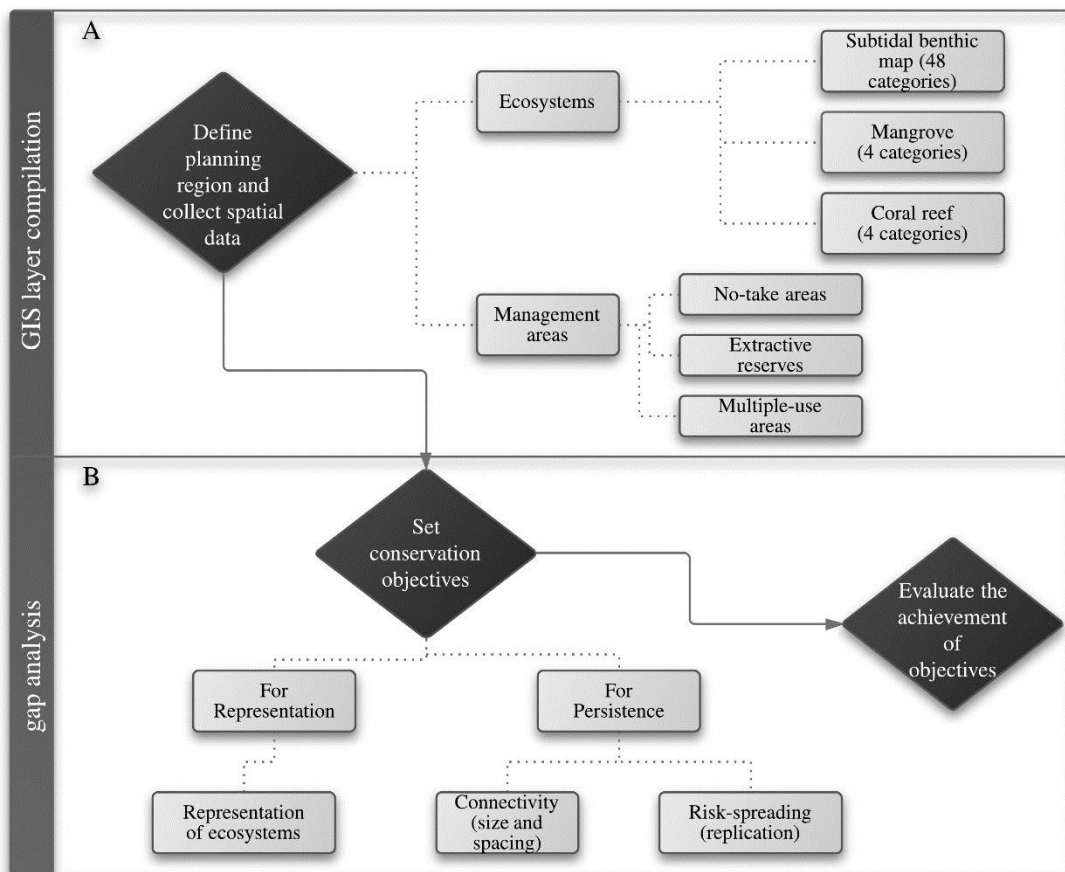 GIS layer compilation
A
Define
planning
region and
collect spatial
data
Ecosystems
Subtidal benthic
map (48
categories)
Mangrove
(4 categories)
Coral reef
(4 categories)
Management
areas
No-take areas
Extractive
reserves
Multiple-use
areas
gap analysis
B
Set
conservation
objectives
Evaluate the
achievement
of
objectives
For
Representation
For
Persistence
Representation
of ecosystems
Connectivity
(size and
spacing)
Risk-spreading
(replication)